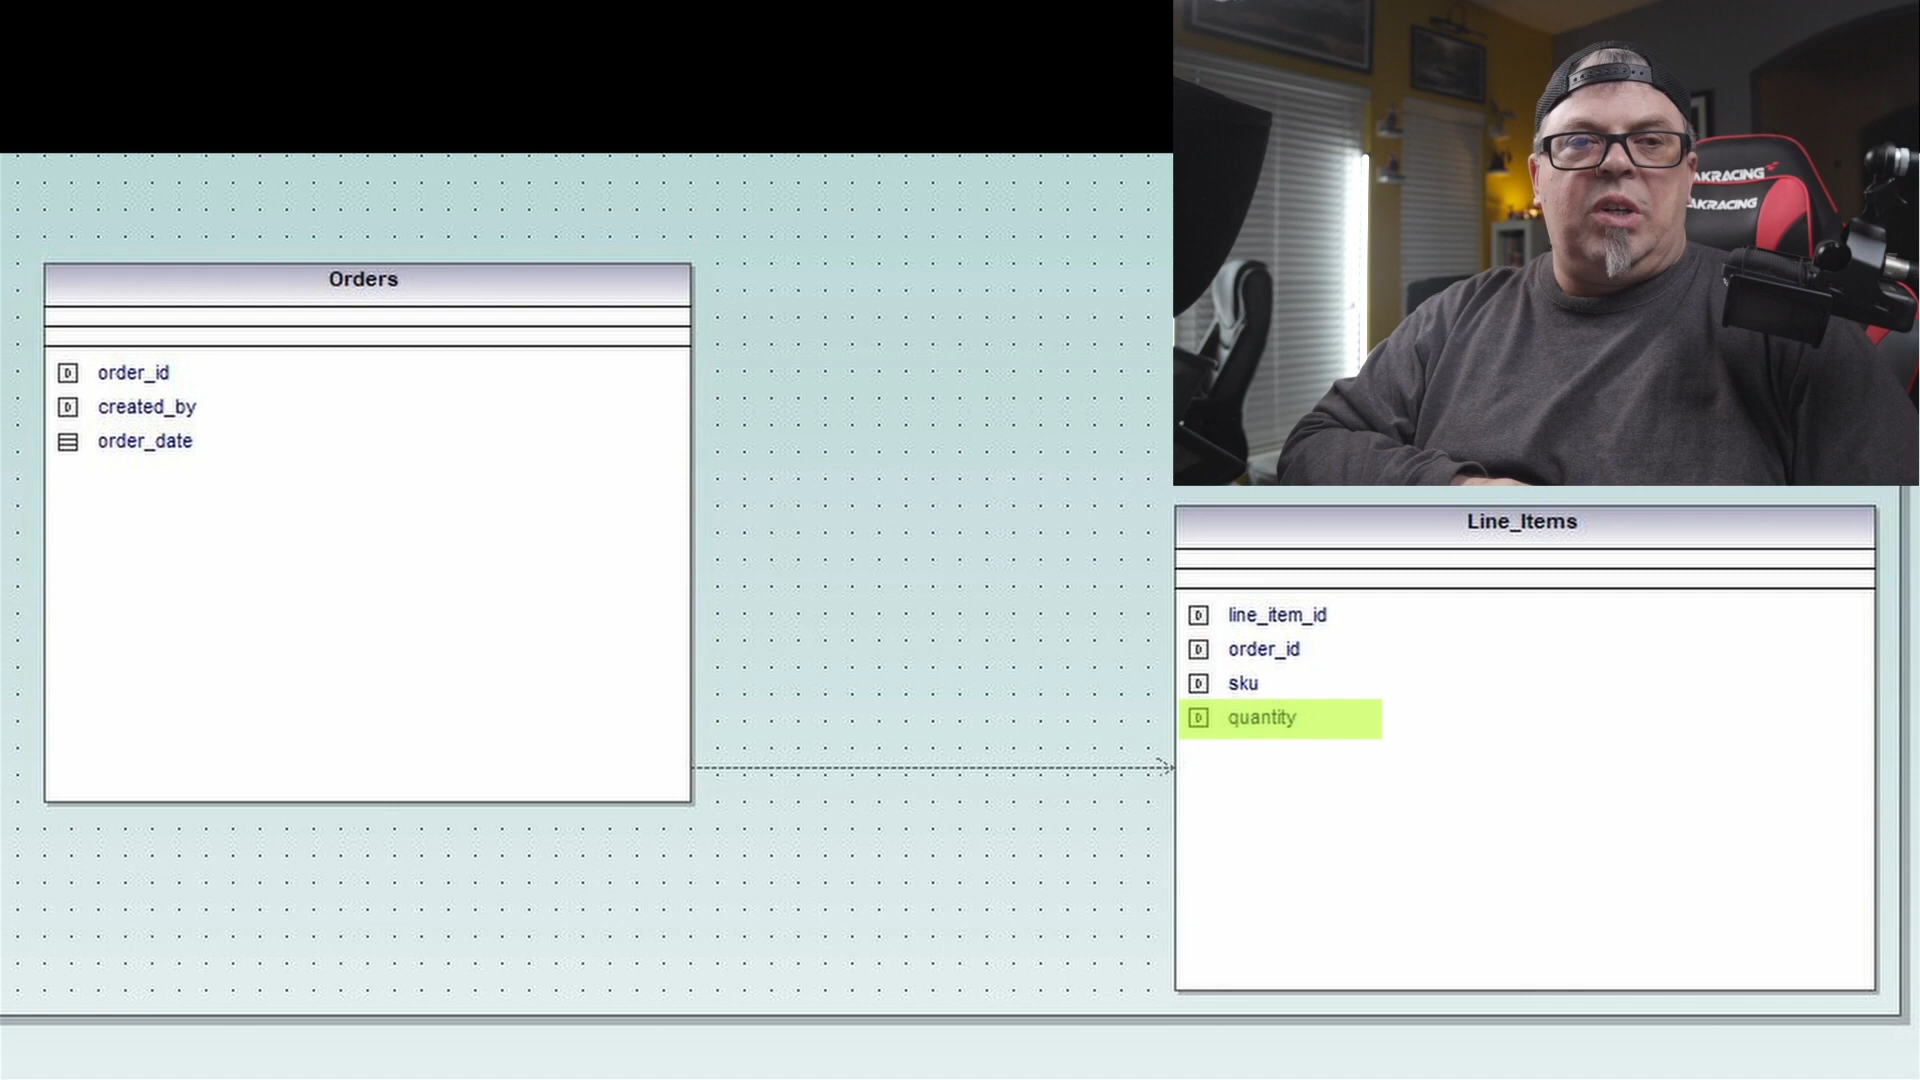 Orders
order_id
created_by
order_date
AKRACING
AKRACING
Line_Items
line_item_id
order_id
sku
quantity